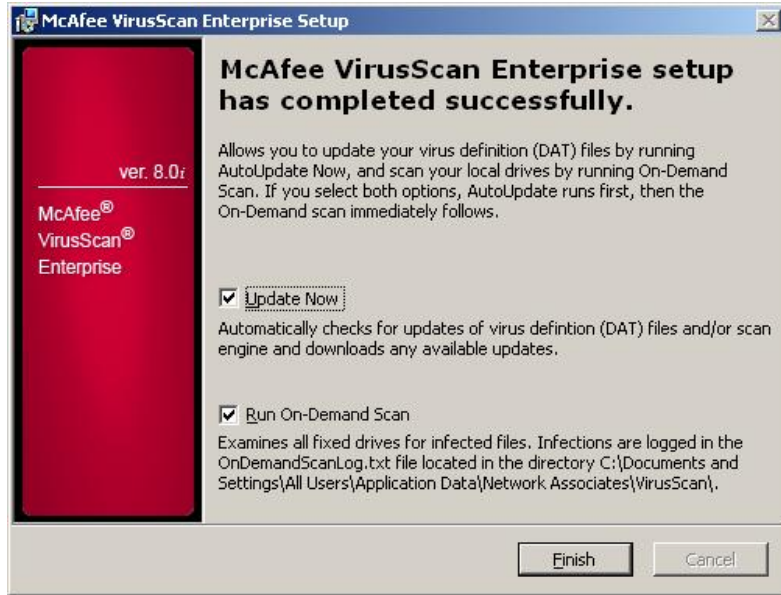 McAfee VirusScan Enterprise Setup
McAfee VirusScan Enterprise setup
has completed successfully.
Allows you to update your virus definition (DAT) files by running
AutoUpdate Now, and scan your local drives by running On-Demand
Scan. If you select both options, AutoUpdate runs first, then the
On-Demand scan immediately follows.
ver. 8.0i
McAfee®
VirusScan®
Enterprise
Update Now
Automatically checks for updates of virus defintion (DAT) files and/or scan
engine and downloads any available updates.
Run On-Demand Scan
Examines all fixed drives for infected files. Infections are logged in the
OnDemandScanLog.txt file located in the directory C:\Documents and
Settings\All Users\Application Data\Network Associates\VirusScan\.
Finish
Cancel